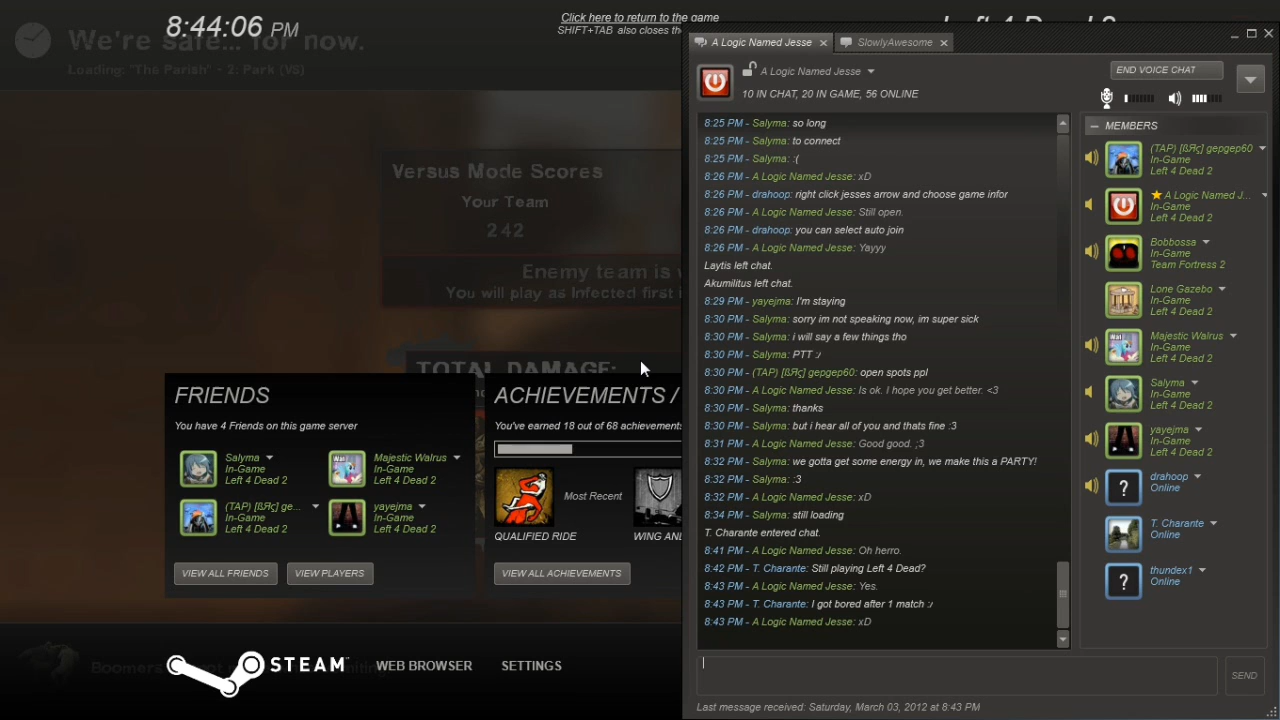 8:44:06 PM
Click here to return to the game
SHIFT+TAB also closes the
Left 4 Dead 2
We're safe... for now.
Loading: "The Parish" - 2: Park (VS)
Versus Mode Scores
Your Team
242
Enemy team is
You will play as Infected first
TOTAL DAMAGE:
FRIENDS
You have 4 Friends on this game server
Salyma
In-Game
Left 4 Dead 2
Majestic Walrus
In-Game
Left 4 Dead 2
(TAP) [ßЯç] ge...
In-Game
Left 4 Dead 2
yayejma
In-Game
Left 4 Dead 2
VIEW ALL FRIENDS
VIEW PLAYERS
ACHIEVEMENTS /
You've earned 18 out of 68 achievements
Most Recent
QUALIFIED RIDE
WING AN
VIEW ALL ACHIEVEMENTS
Boomers
STEAM
WEB BROWSER
SETTINGS
A Logic Named Jesse
SlowlyAwesome
A Logic Named Jesse
10 IN CHAT, 20 IN GAME, 56 ONLINE
END VOICE CHAT
8:25 PM - Salyma: so long
8:25 PM - Salyma: to connect
8:25 PM - Salyma: :(
8:26 PM - A Logic Named Jesse: xD
8:26 PM - drahoop: right click jesses arrow and choose game infor
8:26 PM - A Logic Named Jesse: Still open.
8:26 PM - drahoop: you can select auto join
8:26 PM - A Logic Named Jesse: Yayyy
Laytis left chat.
Akumilitus left chat.
8:29 PM - yayejma: I'm staying
8:30 PM - Salyma: sorry im not speaking now, im super sick
8:30 PM - Salyma: i will say a few things tho
8:30 PM - Salyma: PTT :/
8:30 PM - (TAP) [ßЯç] gepgep60: open spots ppl
8:30 PM - A Logic Named Jesse: Is ok. I hope you get better. <3
8:30 PM - Salyma: thanks
8:30 PM - Salyma: but i hear all of you and thats fine :3
8:31 PM - A Logic Named Jesse: Good good. ;3
8:32 PM - Salyma: we gotta get some energy in, we make this a PARTY!
8:32 PM - Salyma: :3
8:32 PM - A Logic Named Jesse: xD
8:34 PM - Salyma: still loading
T. Charante entered chat.
8:41 PM - A Logic Named Jesse: Oh herro.
8:42 PM - T. Charante: Still playing Left 4 Dead?
8:43 PM - A Logic Named Jesse: Yes.
8:43 PM - T. Charante: I got bored after 1 match :/
8:43 PM - A Logic Named Jesse: xD
SEND
Last message received: Saturday, March 03, 2012 at 8:43 PM
MEMBERS
(TAP) [ßЯç] gepgep60
In-Game
Left 4 Dead 2
A Logic Named J...
In-Game
Left 4 Dead 2
Bobbossa
In-Game
Team Fortress 2
Lone Gazebo
In-Game
Left 4 Dead 2
Majestic Walrus
In-Game
Left 4 Dead 2
Salyma
In-Game
Left 4 Dead 2
yayejma
In-Game
Left 4 Dead 2
drahoop
Online
T. Charante
Online
thundex1
Online